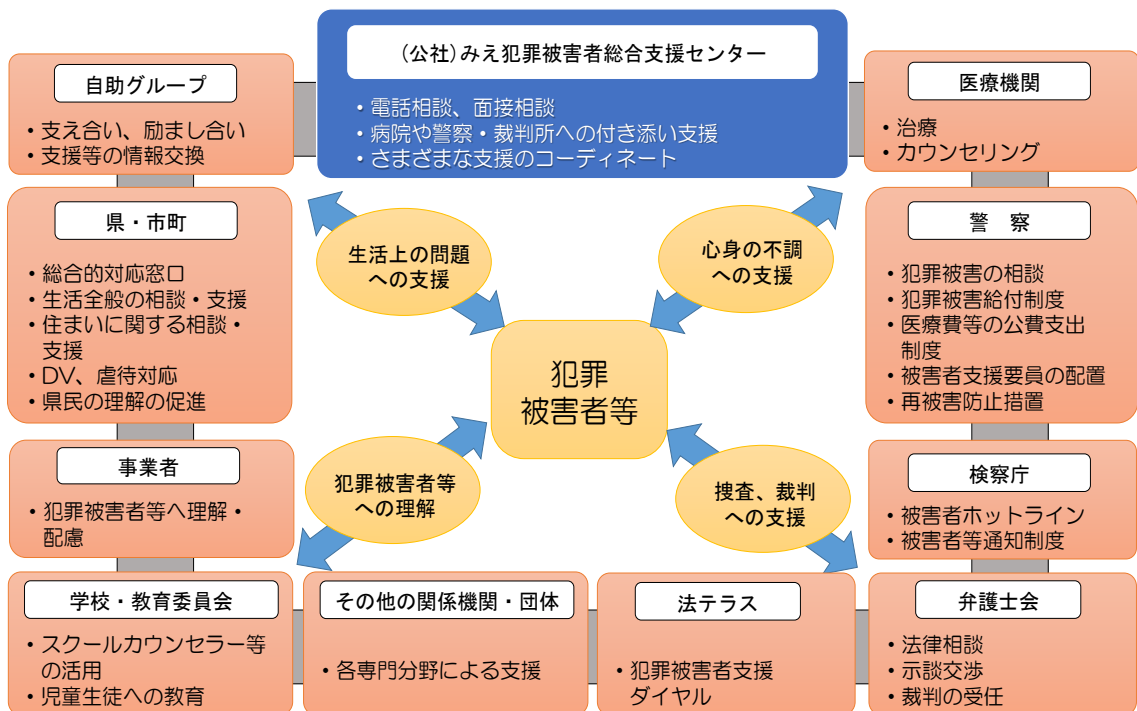 (公社)みえ犯罪被害者総合支援センター
・電話相談、面接相談
・病院や警察・裁判所への付き添い支援
・さまざまな支援のコーディネート
自助グループ
・支え合い、励まし合い
・支援等の情報交換
医療機関
・治療
・カウンセリング
県・市町
・総合的対応窓口
・生活全般の相談・支援
・住まいに関する相談・
支援
・DV、虐待対応
・県民の理解の促進
生活上の問題
への支援
心身の不調
への支援
警　察
・犯罪被害の相談
・犯罪被害給付制度
・医療費等の公費支出
制度
・被害者支援要員の配置
・再被害防止措置
犯罪
被害者等
事業者
・犯罪被害者等へ理解・
配慮
犯罪被害者等
への理解
捜査、裁判
への支援
検察庁
・被害者ホットライン
・被害者等通知制度
学校・教育委員会
・スクールカウンセラー等
の活用
・児童生徒への教育
その他の関係機関・団体
・各専門分野による支援
法テラス
・犯罪被害者支援
ダイヤル
弁護士会
・法律相談
・示談交渉
・裁判の受任